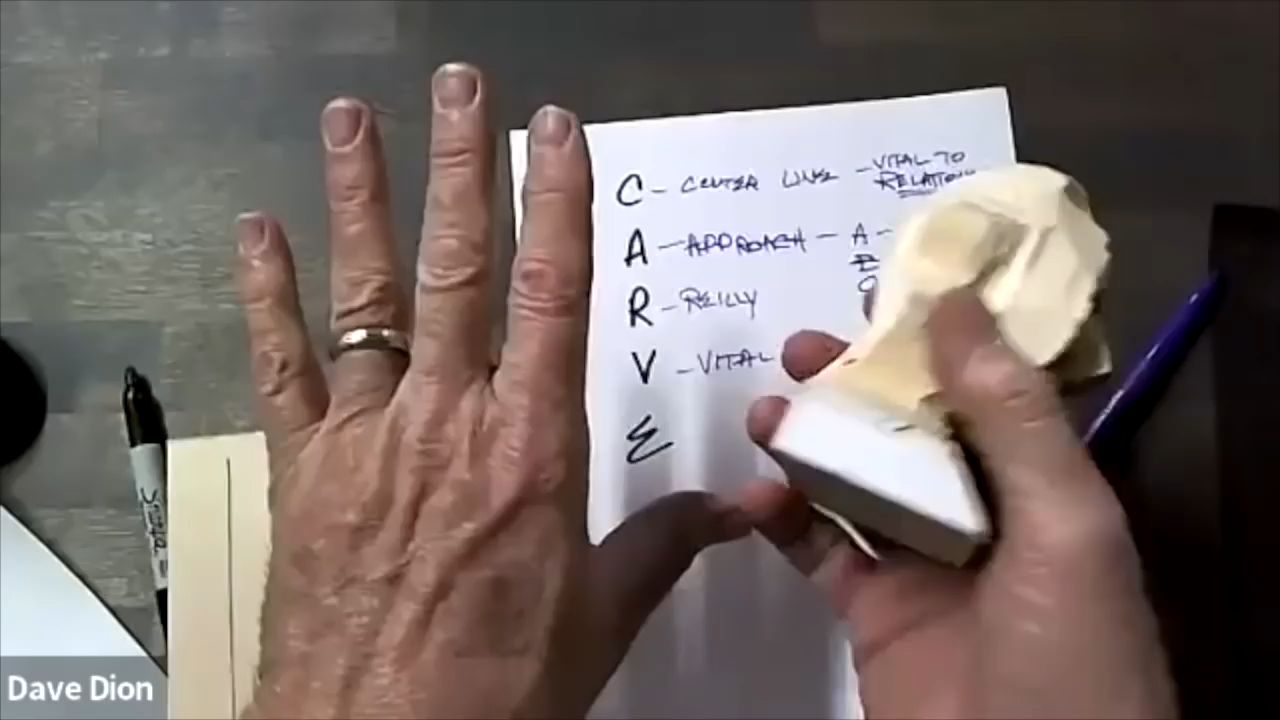 C - CENTER LINE - VITAL TO
RELATION
A - APPROACH - A -
R - REILLY
V - VITAL
E
Dave Dion